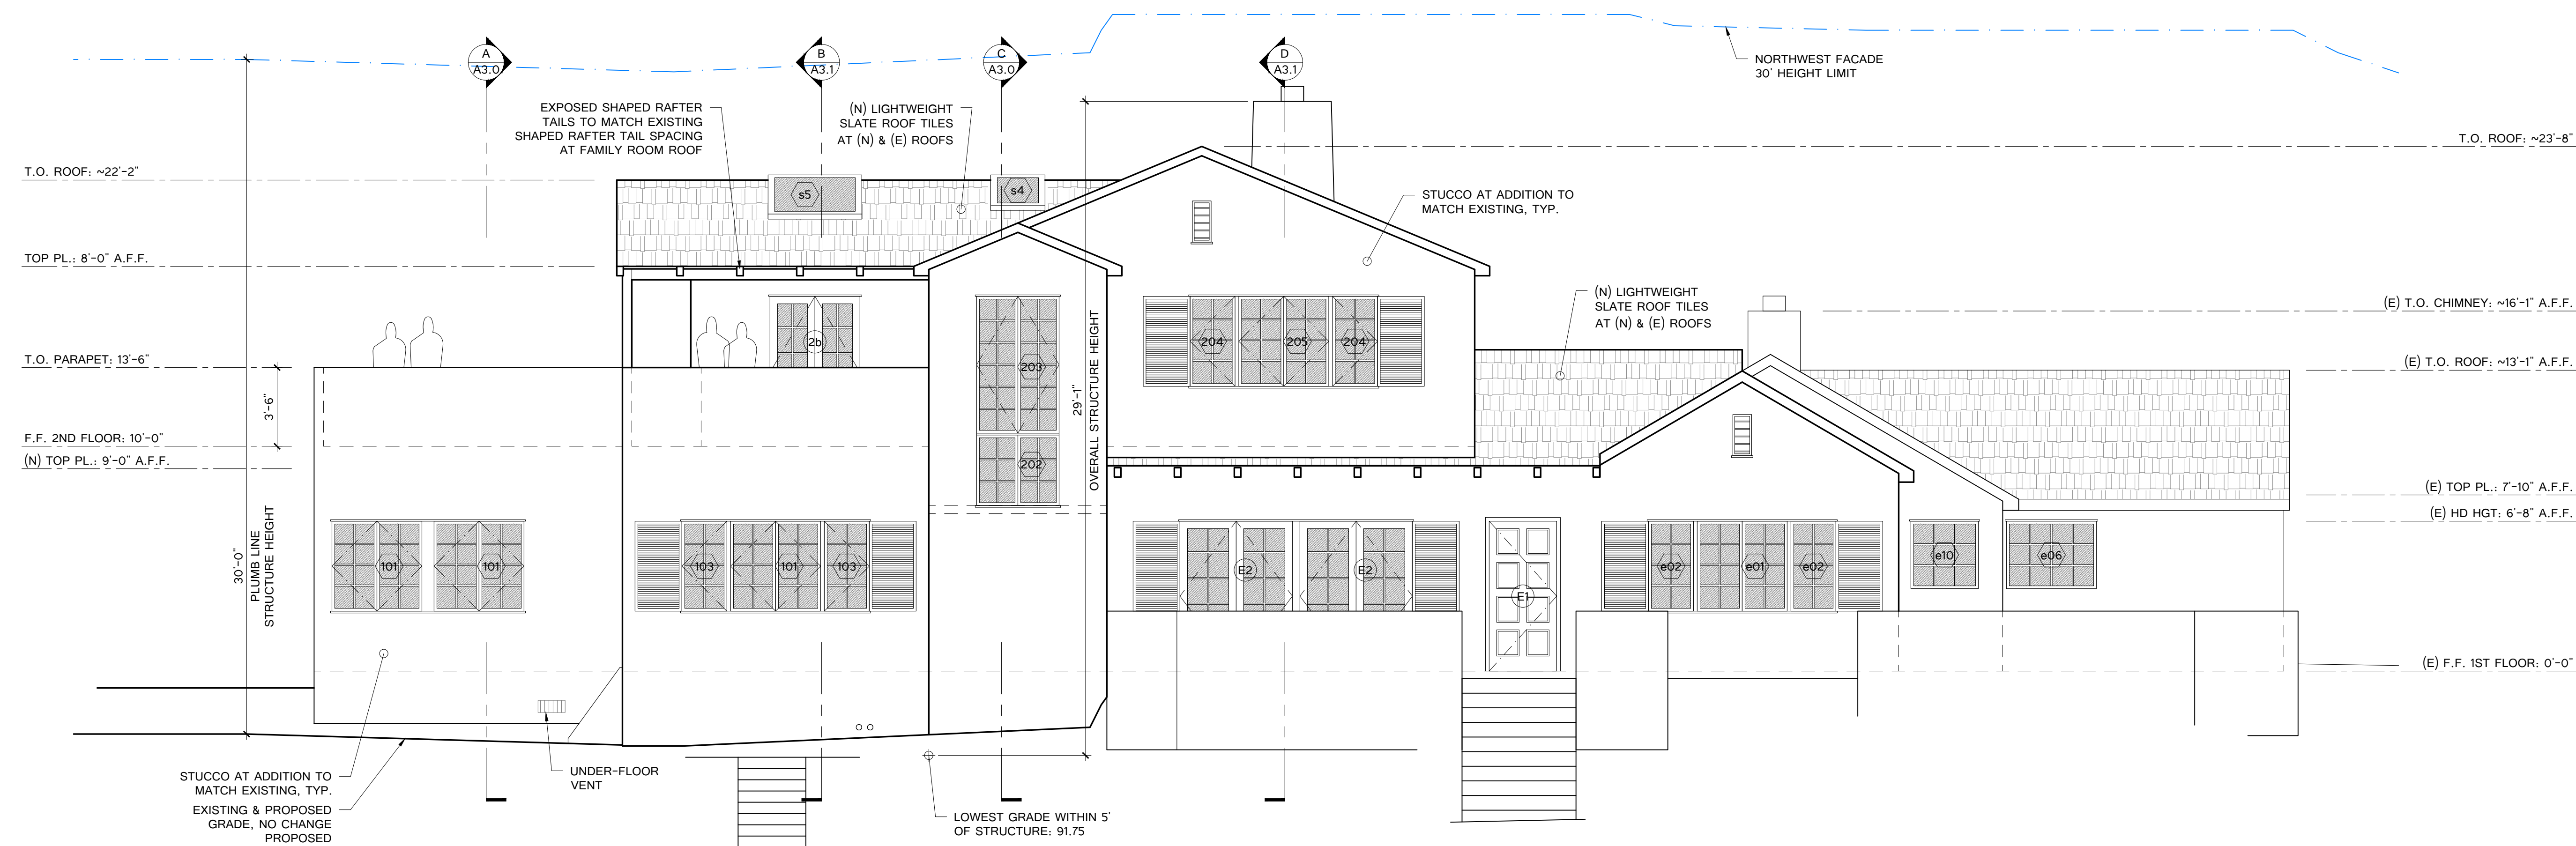 A
A3.0
B
A3.1
C
A3.0
D
A3.1
NORTHWEST FACADE
30' HEIGHT LIMIT
EXPOSED SHAPED RAFTER
TAILS TO MATCH EXISTING
SHAPED RAFTER TAIL SPACING
AT FAMILY ROOM ROOF
(N) LIGHTWEIGHT
SLATE ROOF TILES
AT (N) & (E) ROOFS
T.O. ROOF: ~23'-8"
T.O. ROOF: ~22'-2"
s5
s4
STUCCO AT ADDITION TO
MATCH EXISTING, TYP.
TOP PL.: 8'-0" A.F.F.
(N) LIGHTWEIGHT
SLATE ROOF TILES
AT (N) & (E) ROOFS
(E) T.O. CHIMNEY: ~16'-1" A.F.F.
2b
204
205
204
T.O. PARAPET: 13'-6"
203
(E) T.O. ROOF: ~13'-1" A.F.F.
3'-6"
29'-1"
OVERALL STRUCTURE HEIGHT
F.F. 2ND FLOOR: 10'-0"
(N) TOP PL.: 9'-0" A.F.F.
202
(E) TOP PL.: 7'-10" A.F.F.
(E) HD HGT: 6'-8" A.F.F.
30'-0"
PLUMB LINE
STRUCTURE HEIGHT
101
101
103
101
103
E2
E2
E1
e02
e01
e02
e10
e06
(E) F.F. 1ST FLOOR: 0'-0"
STUCCO AT ADDITION TO
MATCH EXISTING, TYP.
EXISTING & PROPOSED
GRADE, NO CHANGE
PROPOSED
UNDER-FLOOR
VENT
LOWEST GRADE WITHIN 5'
OF STRUCTURE: 91.75